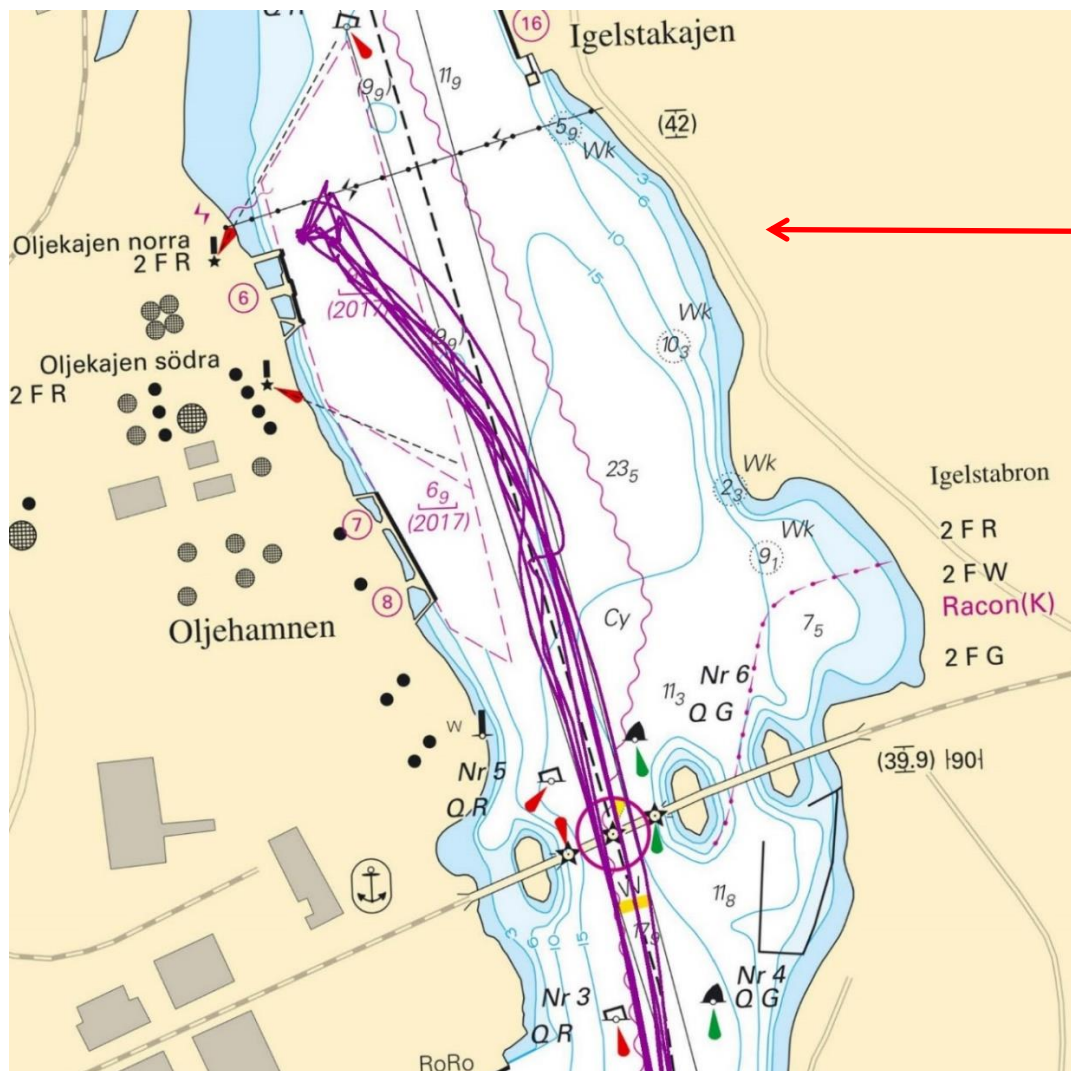 Q R
16
Igelstakajen
11₉
(9₉)
5₉
Wk
(42)
3
6
10
15
Oljekajen norra
2 F R
6
(2017)
Wk
(9₉)
10₃
Oljekajen södra
2 F R
23₅
Wk
2₃
Igelstabron
6₉
(2017)
7
Wk
2 F R
9₁
2 F W
8
Racon(K)
Oljehamnen
Cy
7₅
2 F G
Nr 6
11₃
Q G
W
(39.9) 90
Nr 5
Q R
W
11₈
17₉
3
6
10
15
Nr 4
Q G
Nr 3
Q R
RoRo